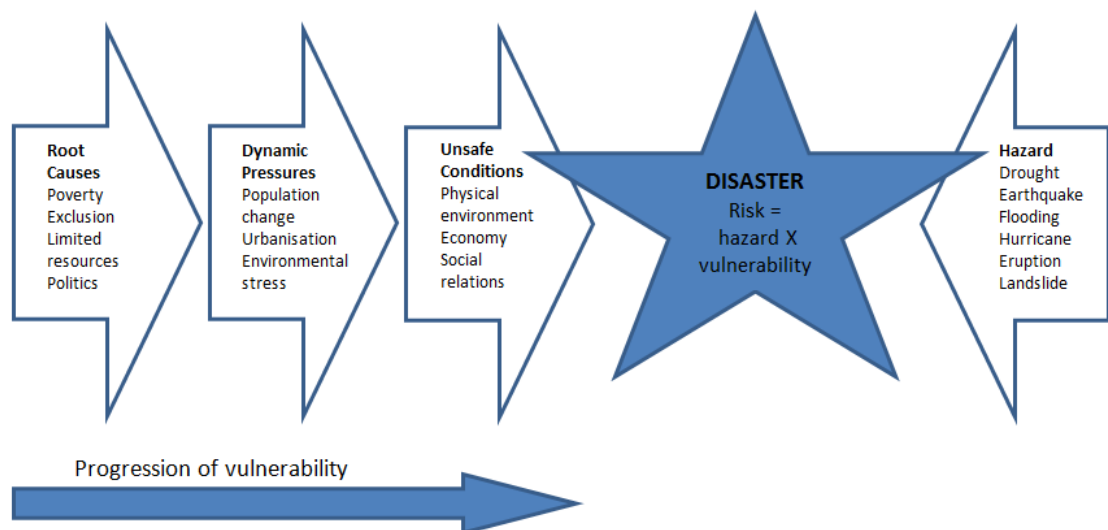 Root
Causes
Poverty
Exclusion
Limited
resources
Politics
Dynamic
Pressures
Population
change
Urbanisation
Environmental
stress
Unsafe
Conditions
Physical
environment
Economy
Social
relations
DISASTER
Risk =
hazard X
vulnerability
Hazard
Drought
Earthquake
Flooding
Hurricane
Eruption
Landslide
Progression of vulnerability